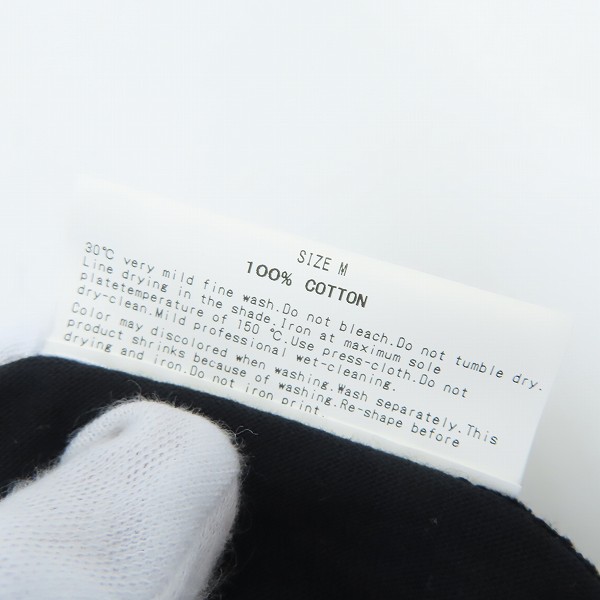 SIZE M
100% COTTON
30℃ very mild fine wash.Do not bleach.Do not tumble dry.
Line drying in the shade.Iron at maximum sole
platetemperature of 150 ℃.Use press-cloth.Do not
dry-clean.Mild professional wet-cleaning.
Color may discolored when washing.Wash separately.This
product shrinks because of washing.Re-shape before
drying and iron.Do not iron print.